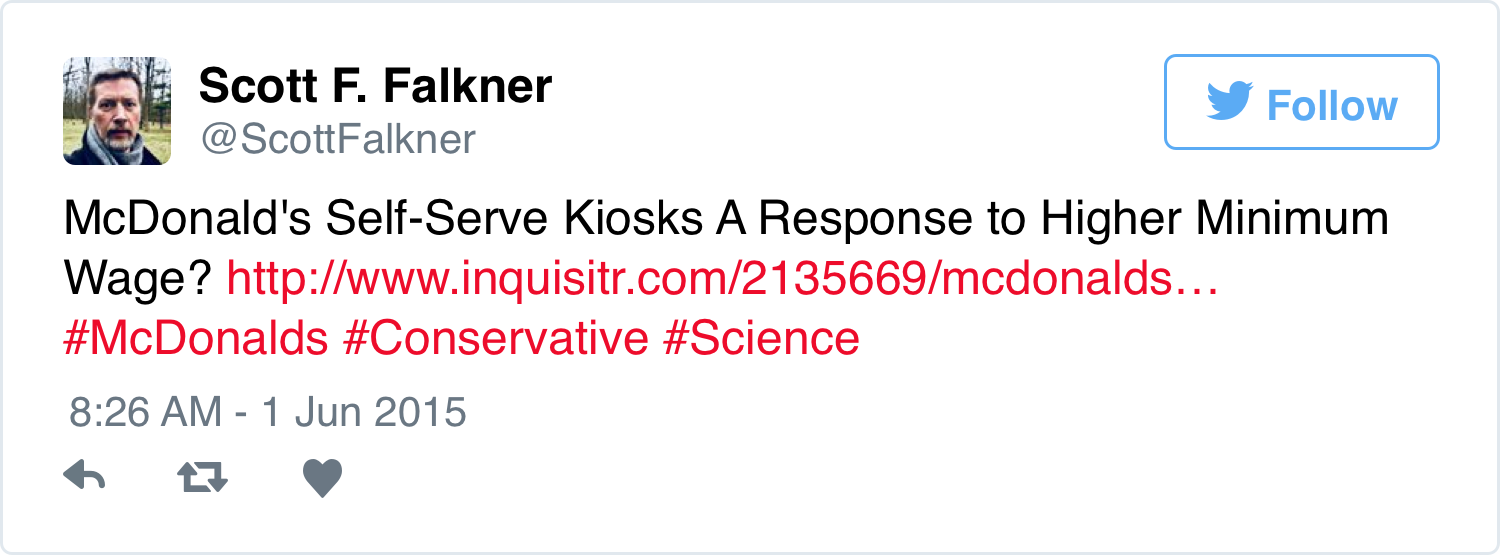 Scott F. Falkner
@ScottFalkner
Follow
McDonald's Self-Serve Kiosks A Response to Higher Minimum
Wage? http://www.inquisitr.com/2135669/mcdonalds…
#McDonalds #Conservative #Science
8:26 AM - 1 Jun 2015